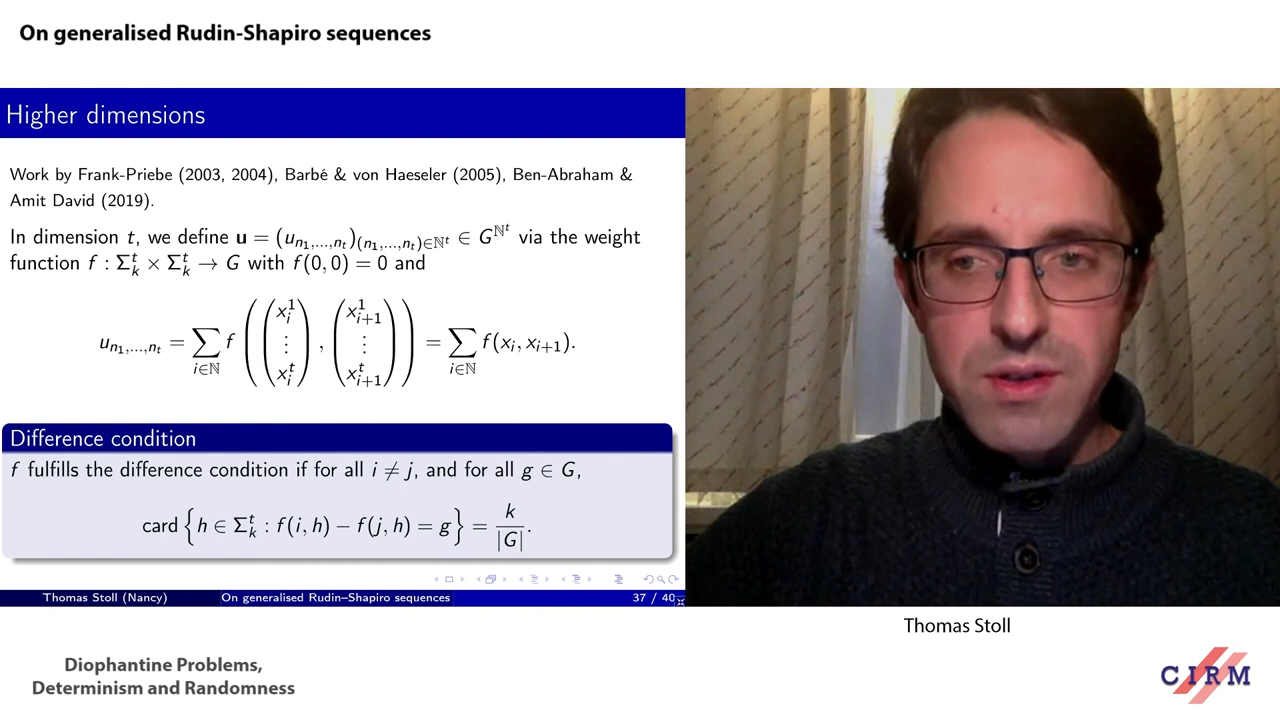 On generalised Rudin-Shapiro sequences
Higher dimensions
Work by Frank-Priebe (2003, 2004), Barbé & von Haeseler (2005), Ben-Abraham &
Amit David (2019).
In dimension t, we define u = (u_{n_1,...,n_t})_{(n_1,...,n_t)∈ℕ^t} ∈ G^{ℕ^t} via the weight
function f : Σ_k^t × Σ_k^t → G with f(0, 0) = 0 and
u_{n_1,...,n_t} = ∑_{i∈ℕ} f ( ( x_i^1 ⋮ x_i^t ) , ( x_{i+1}^1 ⋮ x_{i+1}^t ) ) = ∑_{i∈ℕ} f(x_i, x_{i+1}).
Difference condition
f fulfills the difference condition if for all i ≠ j, and for all g ∈ G,
card { h ∈ Σ_k^t : f(i, h) − f(j, h) = g } = k / |G| .
Thomas Stoll (Nancy) On generalised Rudin–Shapiro sequences 37 / 40
Thomas Stoll
Diophantine Problems,
Determinism and Randomness
CIRM